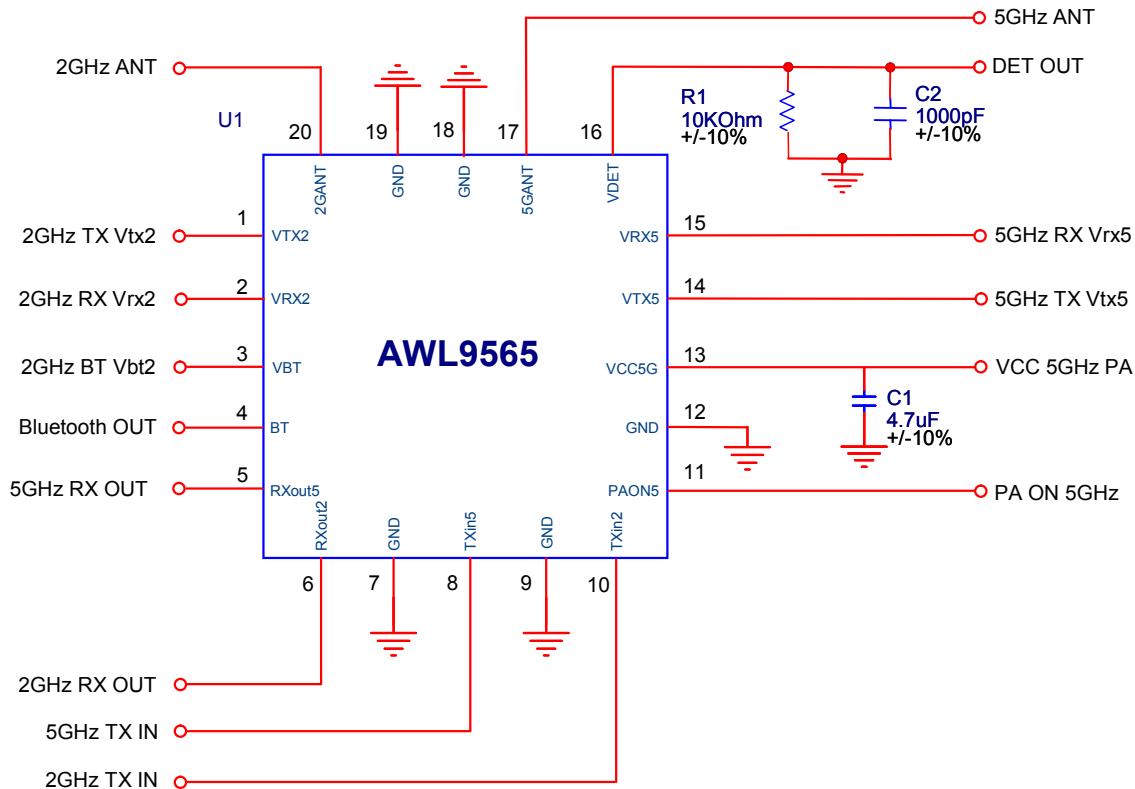 5GHz ANT
2GHz ANT
DET OUT
U1
R1
10KOhm
+/-10%
C2
1000pF
+/-10%
20
19
18
17
16
2GANT
GND
GND
5GANT
VDET
1
VTX2
2GHz TX Vtx2
VRX5
15
5GHz RX Vrx5
2
VRX2
2GHz RX Vrx2
VTX5
14
5GHz TX Vtx5
AWL9565
3
VBT
2GHz BT Vbt2
VCC5G
13
VCC 5GHz PA
C1
4.7uF
+/-10%
4
BT
Bluetooth OUT
GND
12
5
RXout5
5GHz RX OUT
PAON5
11
PA ON 5GHz
RXout2
GND
TXin5
GND
TXin2
6
7
8
9
10
2GHz RX OUT
5GHz TX IN
2GHz TX IN